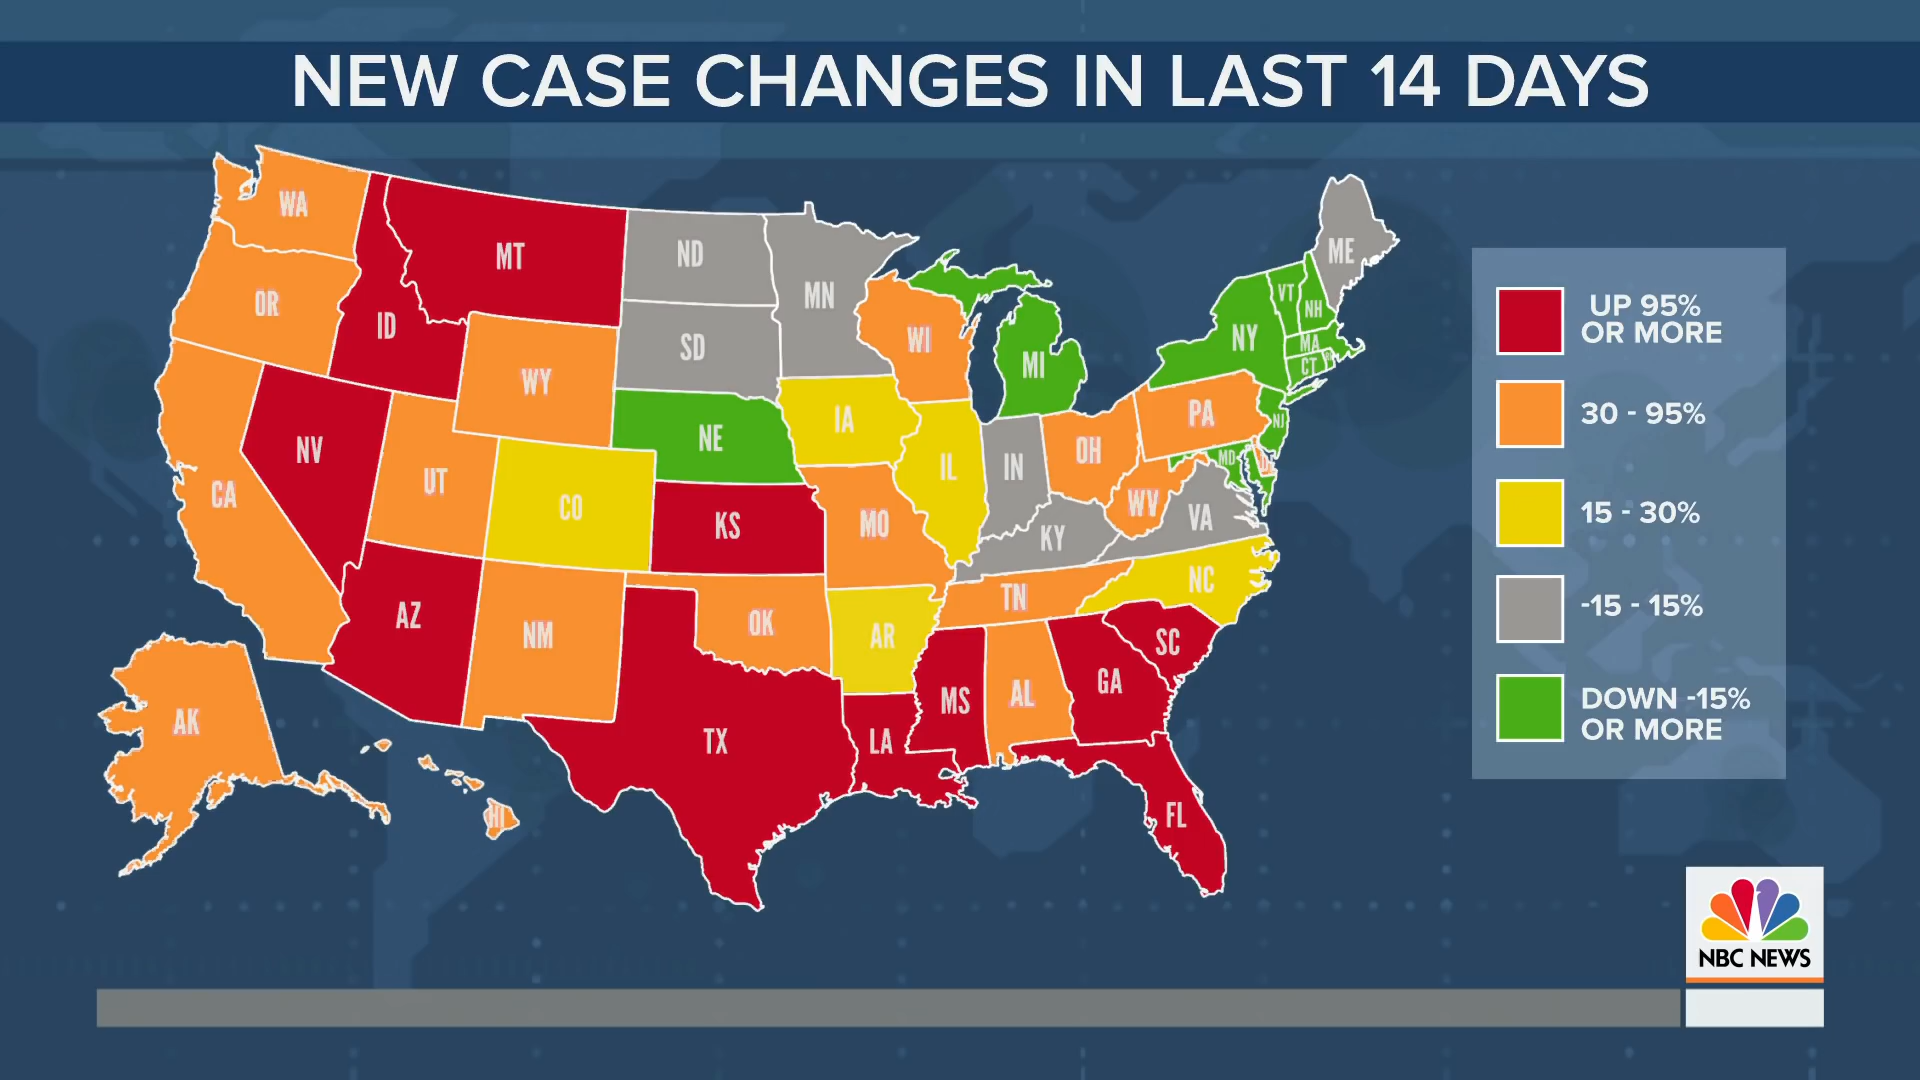 NEW CASE CHANGES IN LAST 14 DAYS
WA
MT
ND
MN
ME
OR
ID
SD
WI
MI
NY
VT
NH
MA
CT
RI
WY
NE
IA
PA
NJ
NV
UT
CO
KS
MO
IL
IN
OH
MD
DE
WV
VA
KY
CA
AZ
NM
OK
AR
TN
NC
SC
MS
AL
GA
AK
TX
LA
HI
FL
UP 95%
OR MORE
30 - 95%
15 - 30%
-15 - 15%
DOWN -15%
OR MORE
NBC NEWS